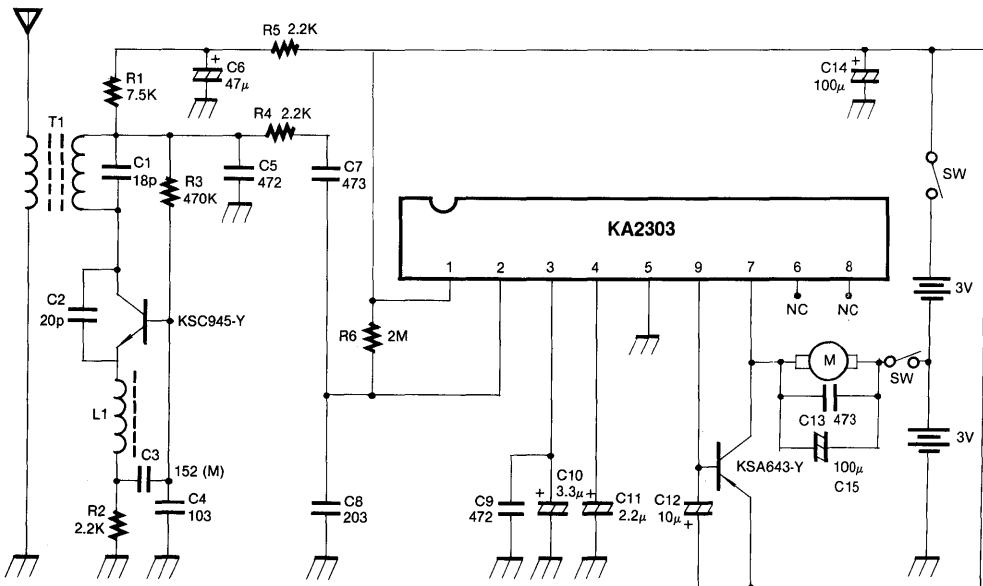 R5 2.2K
C6
47μ
R1
7.5K
C14
100μ
T1
R4 2.2K
C1
18p
R3
470K
C5
472
C7
473
SW
KA2303
1 2 3 4 5 9 7 6 8
3V
NC NC
C2
20p
KSC945-Y
R6 2M
M
SW
L1
C13 473
3V
C3
152 (M)
KSA643-Y
100μ
C15
R2
2.2K
C4
103
C8
203
C9
472
C10
3.3μ
C11
2.2μ
C12
10μ